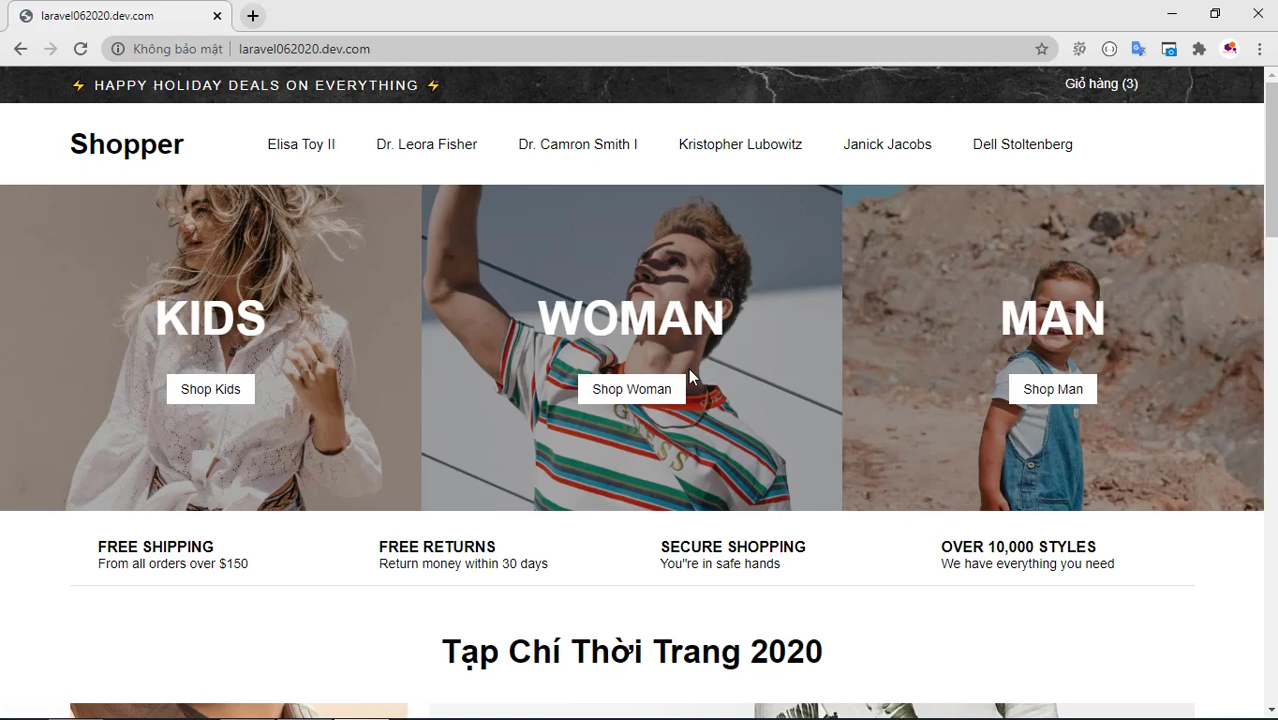 laravel062020.dev.com
Không bảo mật
laravel062020.dev.com
⚡ HAPPY HOLIDAY DEALS ON EVERYTHING ⚡
Giỏ hàng (3)
Shopper
Elisa Toy II
Dr. Leora Fisher
Dr. Camron Smith I
Kristopher Lubowitz
Janick Jacobs
Dell Stoltenberg
KIDS
Shop Kids
WOMAN
Shop Woman
GUESS
MAN
Shop Man
FREE SHIPPING
From all orders over $150
FREE RETURNS
Return money within 30 days
SECURE SHOPPING
You"re in safe hands
OVER 10,000 STYLES
We have everything you need
Tạp Chí Thời Trang 2020